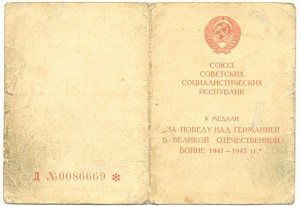 Д №0086669 *
СОЮЗ
СОВЕТСКИХ
СОЦИАЛИСТИЧЕСКИХ
РЕСПУБЛИК
К МЕДАЛИ
„ЗА ПОБЕДУ НАД ГЕРМАНИЕЙ
В ВЕЛИКОЙ ОТЕЧЕСТВЕННОЙ
ВОЙНЕ 1941—1945 гг."